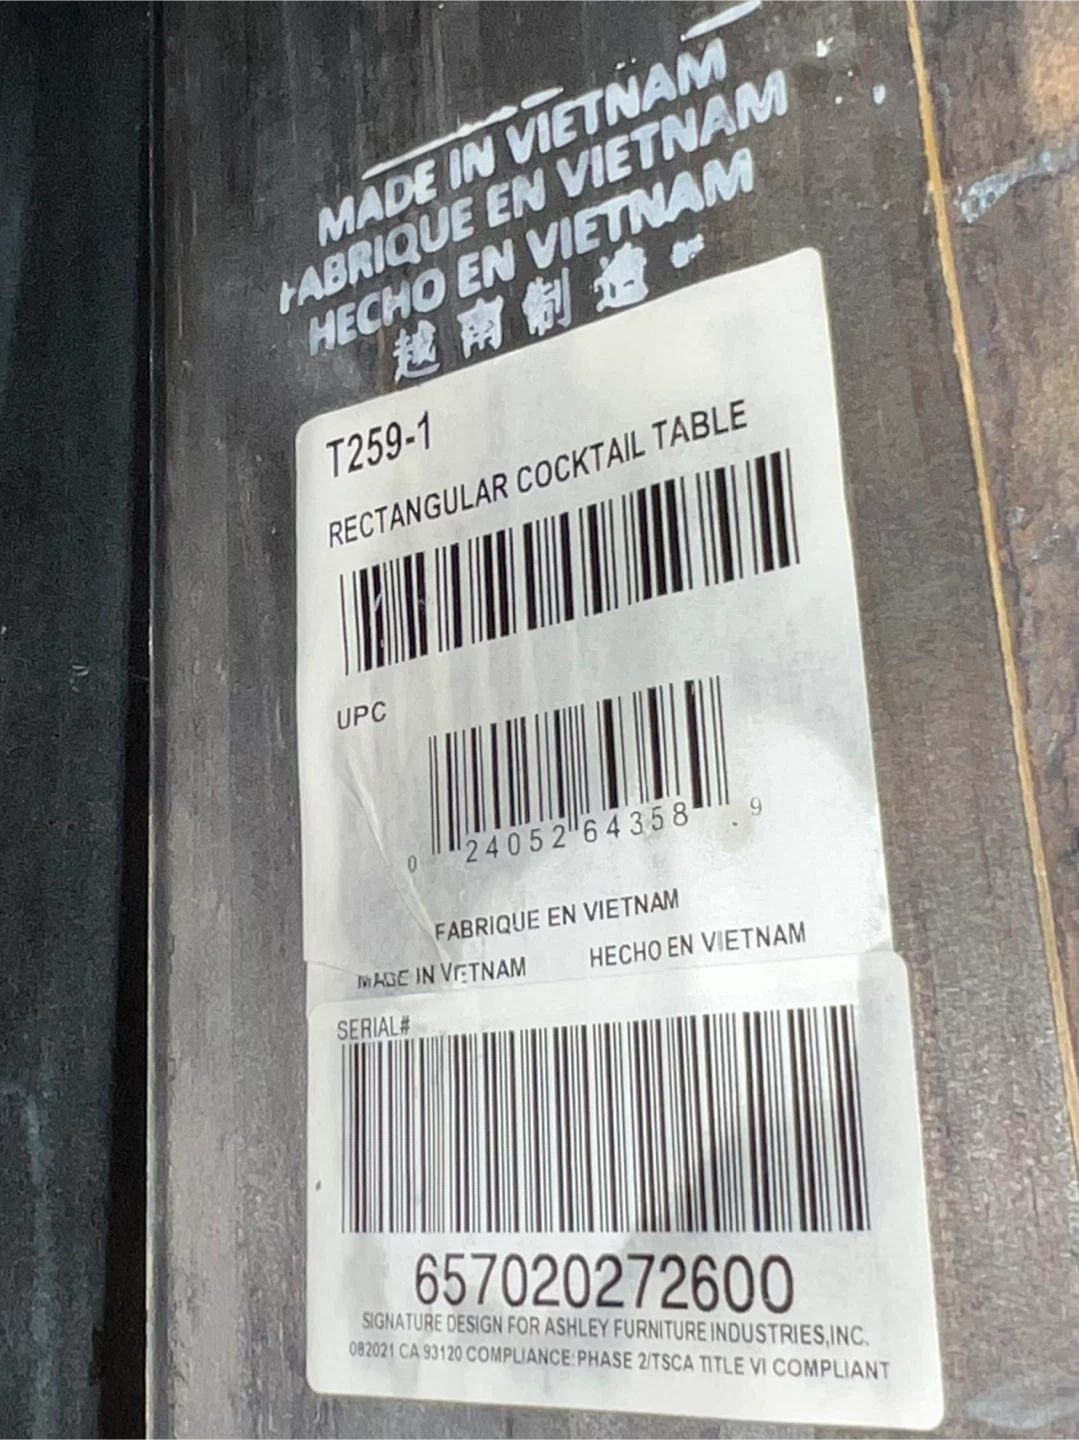 MADE IN VIETNAM
FABRIQUE EN VIETNAM
HECHO EN VIETNAM
越南制造
T259-1
RECTANGULAR COCKTAIL TABLE
UPC
0 24052 64358 9
FABRIQUE EN VIETNAM
MADE IN VIETNAM HECHO EN VIETNAM
SERIAL#
657020272600
SIGNATURE DESIGN FOR ASHLEY FURNITURE INDUSTRIES,INC.
082021 CA 93120 COMPLIANCE:PHASE 2/TSCA TITLE VI COMPLIANT